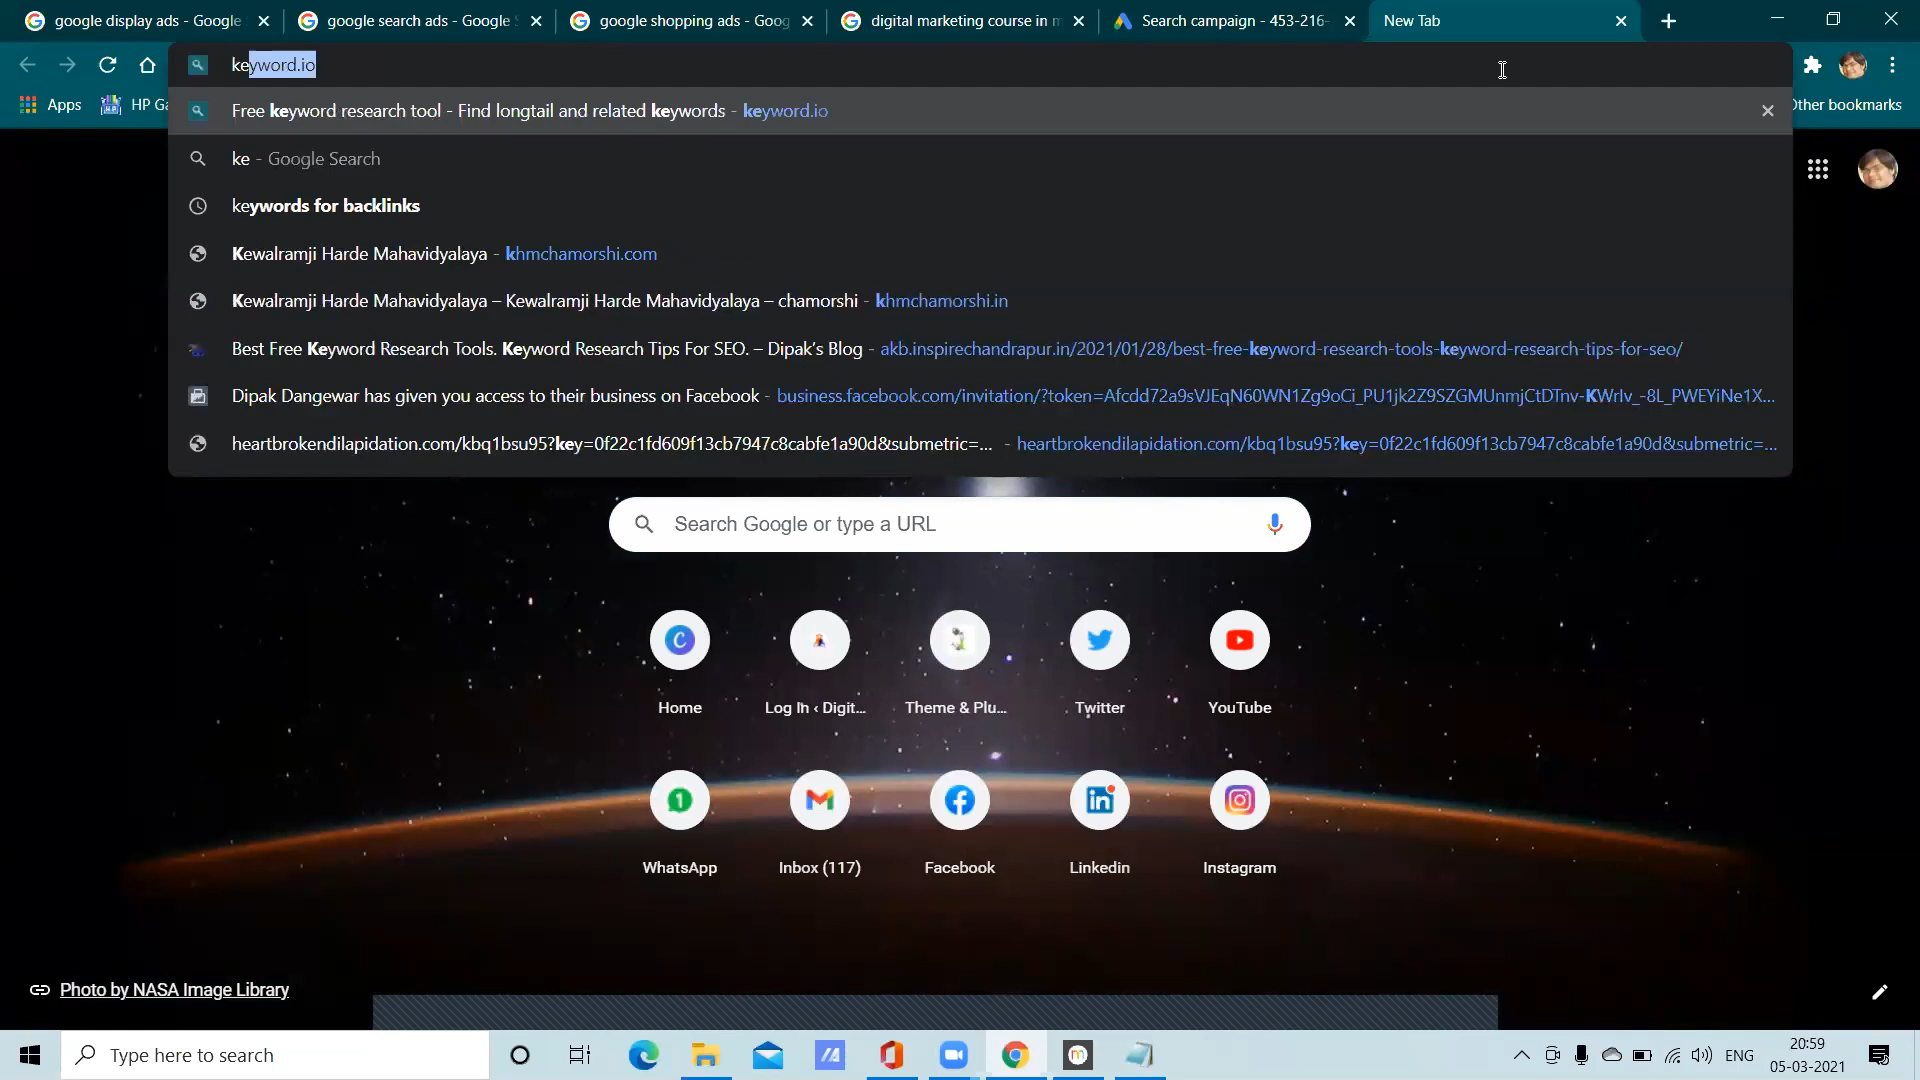 google display ads - Google
google search ads - Google S
google shopping ads - Goog
digital marketing course in m
Search campaign - 453-216-
New Tab
keyword.io
Apps
HP Ga
Other bookmarks
Free keyword research tool - Find longtail and related keywords - keyword.io
ke - Google Search
keywords for backlinks
Kewalramji Harde Mahavidyalaya - khmchamorshi.com
Kewalramji Harde Mahavidyalaya – Kewalramji Harde Mahavidyalaya – chamorshi - khmchamorshi.in
Best Free Keyword Research Tools. Keyword Research Tips For SEO. – Dipak's Blog - akb.inspirechandrapur.in/2021/01/28/best-free-keyword-research-tools-keyword-research-tips-for-seo/
Dipak Dangewar has given you access to their business on Facebook - business.facebook.com/invitation/?token=Afcdd72a9sVJEqN60WN1Zg9oCi_PU1jk2Z9SZGMUnmjCtDTnv-KWrIv_-8L_PWEYiNe1X...
heartbrokendilapidation.com/kbq1bsu95?key=0f22c1fd609f13cb7947c8cabfe1a90d&submetric=... - heartbrokendilapidation.com/kbq1bsu95?key=0f22c1fd609f13cb7947c8cabfe1a90d&submetric=...
Search Google or type a URL
Home
Log In ‹ Digit...
Theme & Plu...
Twitter
YouTube
WhatsApp
Inbox (117)
Facebook
Linkedin
Instagram
Photo by NASA Image Library
Type here to search
ENG
20:59
05-03-2021